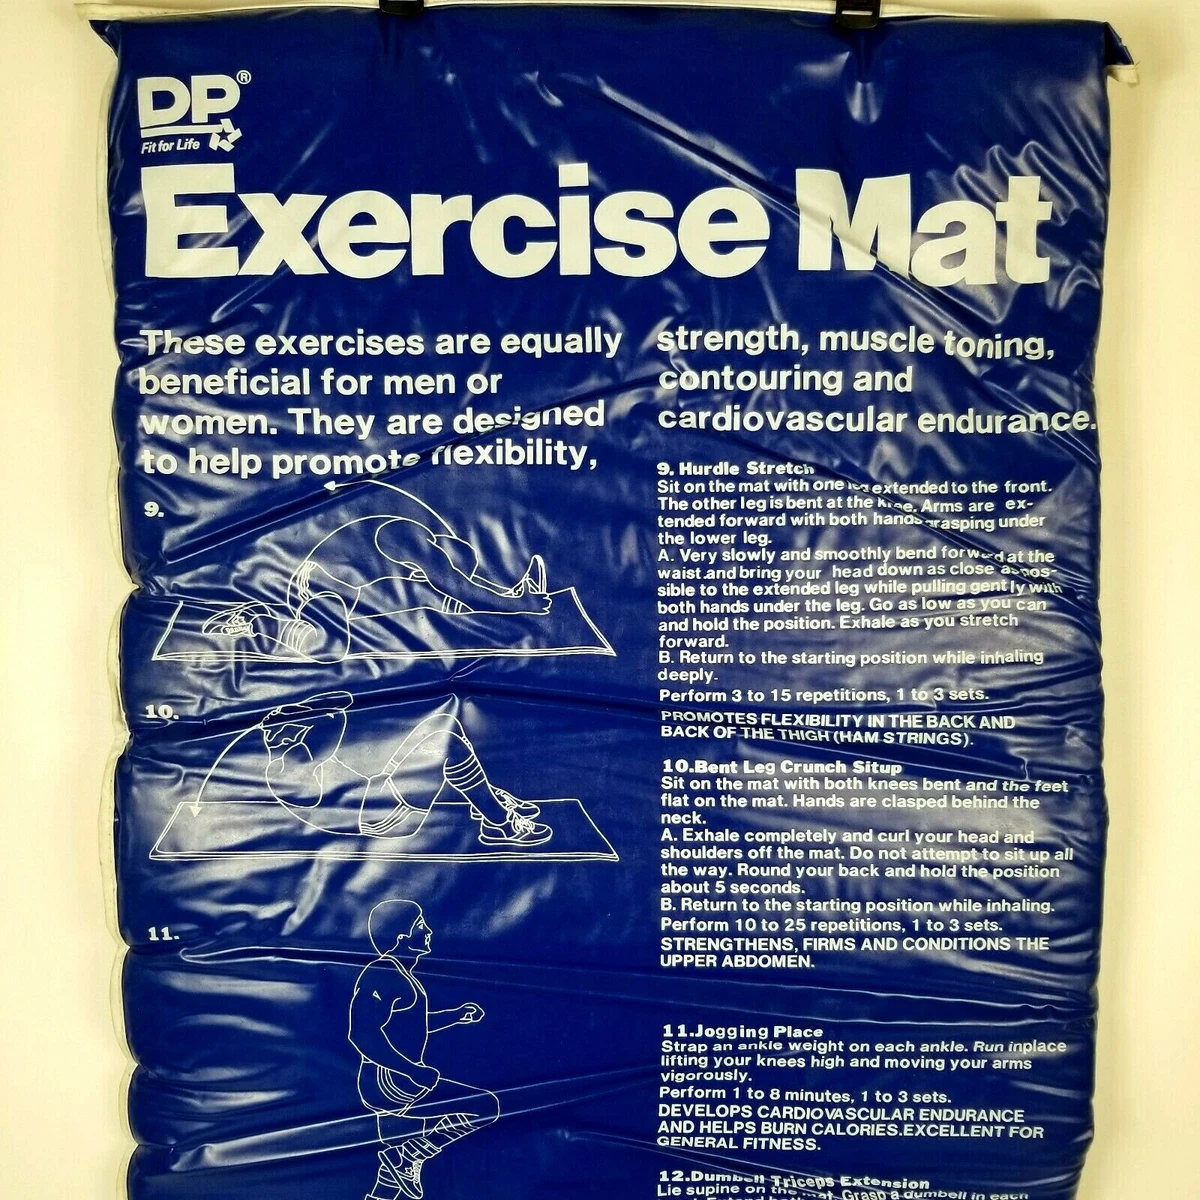 DP®
Fit for Life
Exercise Mat
These exercises are equally
beneficial for men or
women. They are designed
to help promote flexibility,
strength, muscle toning,
contouring and
cardiovascular endurance.
9.
10.
11.
9. Hurdle Stretch
Sit on the mat with one leg extended to the front.
The other leg is bent at the knee. Arms are ex-
tended forward with both hands grasping under
the lower leg.
A. Very slowly and smoothly bend forward at the
waist and bring your head down as close as pos-
sible to the extended leg while pulling gently with
both hands under the leg. Go as low as you can
and hold the position. Exhale as you stretch
forward.
B. Return to the starting position while inhaling
deeply.
Perform 3 to 15 repetitions, 1 to 3 sets.
PROMOTES FLEXIBILITY IN THE BACK AND
BACK OF THE THIGH (HAM STRINGS).
10.Bent Leg Crunch Situp
Sit on the mat with both knees bent and the feet
flat on the mat. Hands are clasped behind the
neck.
A. Exhale completely and curl your head and
shoulders off the mat. Do not attempt to sit up all
the way. Round your back and hold the position
about 5 seconds.
B. Return to the starting position while inhaling.
Perform 10 to 25 repetitions, 1 to 3 sets.
STRENGTHENS, FIRMS AND CONDITIONS THE
UPPER ABDOMEN.
11.Jogging Place
Strap an ankle weight on each ankle. Run inplace
lifting your knees high and moving your arms
vigorously.
Perform 1 to 8 minutes, 1 to 3 sets.
DEVELOPS CARDIOVASCULAR ENDURANCE
AND HELPS BURN CALORIES.EXCELLENT FOR
GENERAL FITNESS.
12.Dumbell Triceps Extension
Lie supine on the mat. Grasp a dumbell in each